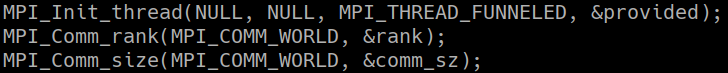 MPI_Init_thread(NULL, NULL, MPI_THREAD_FUNNELED, &provided);
MPI_Comm_rank(MPI_COMM_WORLD, &rank);
MPI_Comm_size(MPI_COMM_WORLD, &comm_sz);